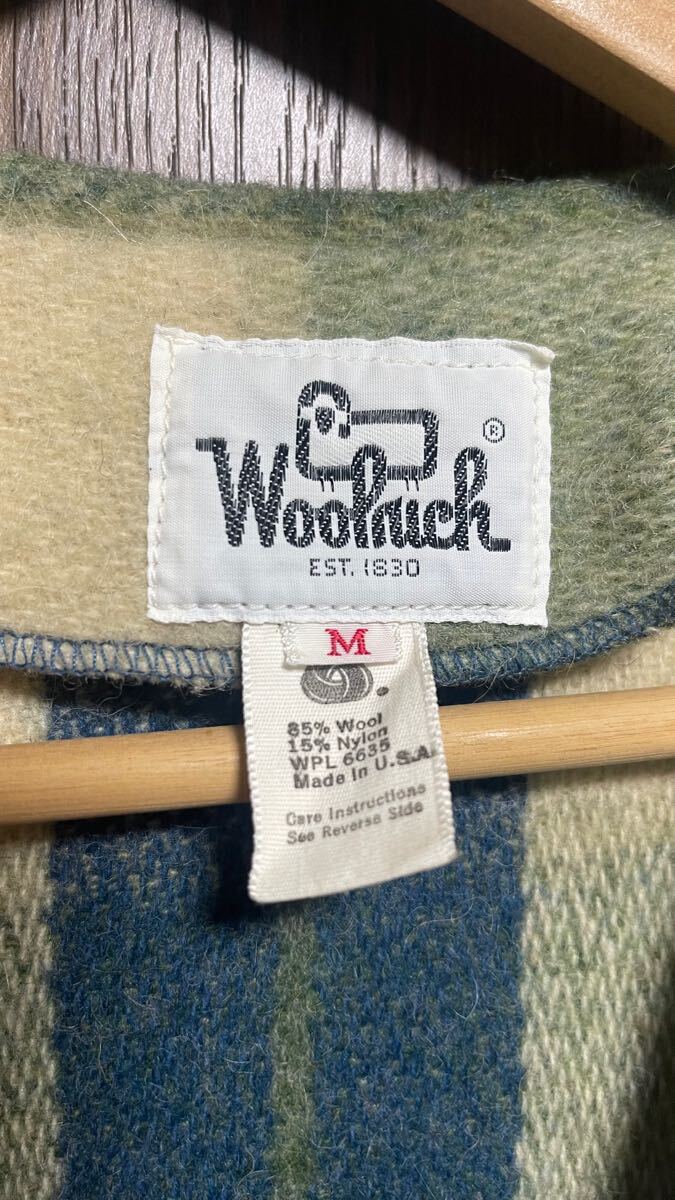 Woolrich ®
EST. 1830
M
85% Wool
15% Nylon
WPL 6635
Made In U.S.A.
Care Instructions
See Reverse Side